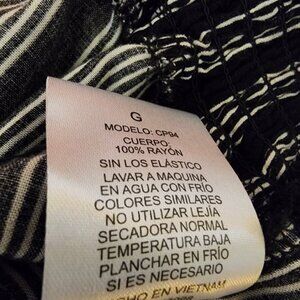 G
MODELO: CP94
CUERPO:
100% RAYÓN
SIN LOS ELÁSTICO
LAVAR A MAQUINA
EN AGUA CON FRÍO
COLORES SIMILARES
NO UTILIZAR LEJÍA
SECADORA NORMAL
TEMPERATURA BAJA
PLANCHAR EN FRÍO
SI ES NECESARIO
CHO EN VIETNAM